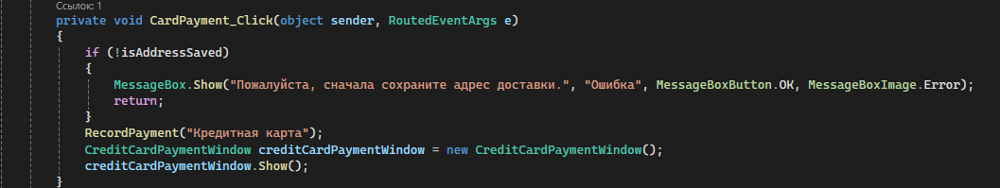 Ссылок: 1
private void CardPayment_Click(object sender, RoutedEventArgs e)
{
if (!isAddressSaved)
{
MessageBox.Show("Пожалуйста, сначала сохраните адрес доставки.", "Ошибка", MessageBoxButton.OK, MessageBoxImage.Error);
return;
}
RecordPayment("Кредитная карта");
CreditCardPaymentWindow creditCardPaymentWindow = new CreditCardPaymentWindow();
creditCardPaymentWindow.Show();
}